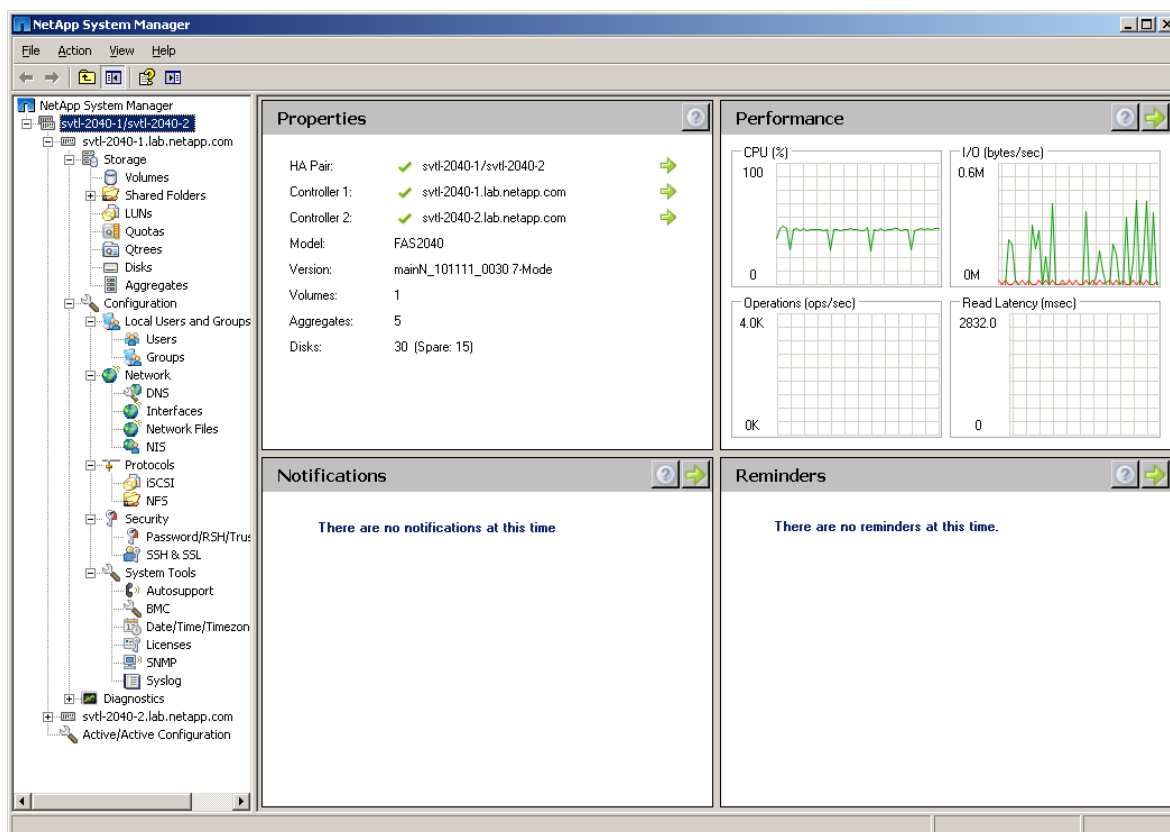 NetApp System Manager
File Action View Help
NetApp System Manager
svtl-2040-1/svtl-2040-2
svtl-2040-1.lab.netapp.com
Storage
Volumes
Shared Folders
LUNs
Quotas
Qtrees
Disks
Aggregates
Configuration
Local Users and Groups
Users
Groups
Network
DNS
Interfaces
Network Files
NIS
Protocols
iSCSI
NFS
Security
Password/RSH/Trus
SSH & SSL
System Tools
Autosupport
BMC
Date/Time/Timezon
Licenses
SNMP
Syslog
Diagnostics
svtl-2040-2.lab.netapp.com
Active/Active Configuration
Properties
HA Pair: svtl-2040-1/svtl-2040-2
Controller 1: svtl-2040-1.lab.netapp.com
Controller 2: svtl-2040-2.lab.netapp.com
Model: FAS2040
Version: mainN_101111_0030 7-Mode
Volumes: 1
Aggregates: 5
Disks: 30 (Spare: 15)
Performance
CPU (%)
100
0
I/O (bytes/sec)
0.6M
0M
Operations (ops/sec)
4.0K
0K
Read Latency (msec)
2832.0
0
Notifications
There are no notifications at this time
Reminders
There are no reminders at this time.